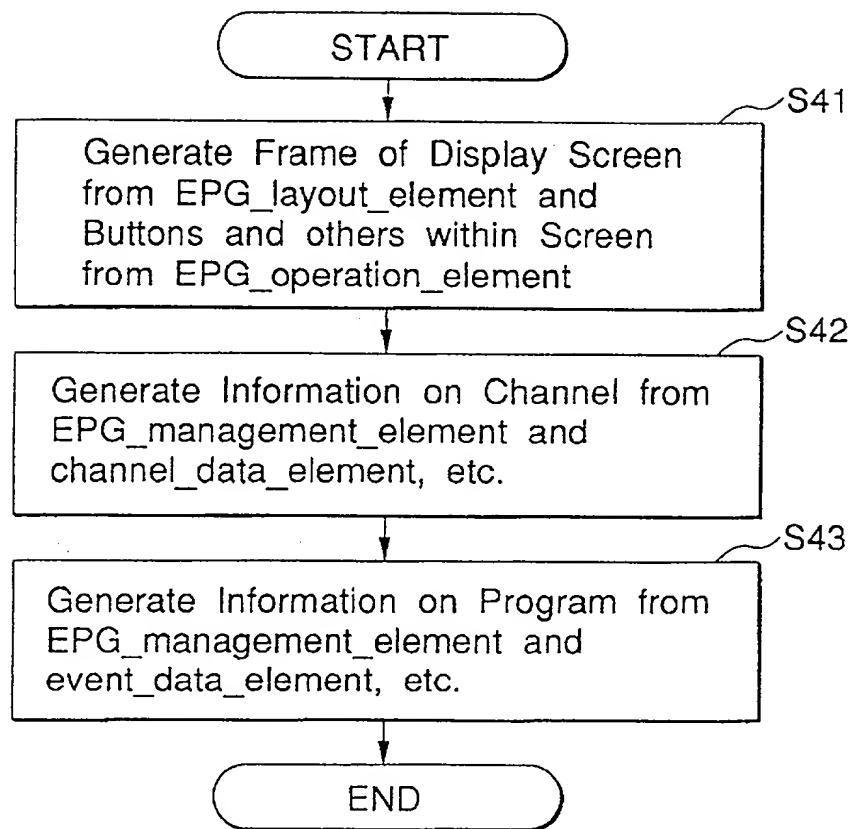 START
S41
Generate Frame of Display Screen
from EPG_layout_element and
Buttons and others within Screen
from EPG_operation_element
S42
Generate Information on Channel from
EPG_management_element and
channel_data_element, etc.
S43
Generate Information on Program from
EPG_management_element and
event_data_element, etc.
END